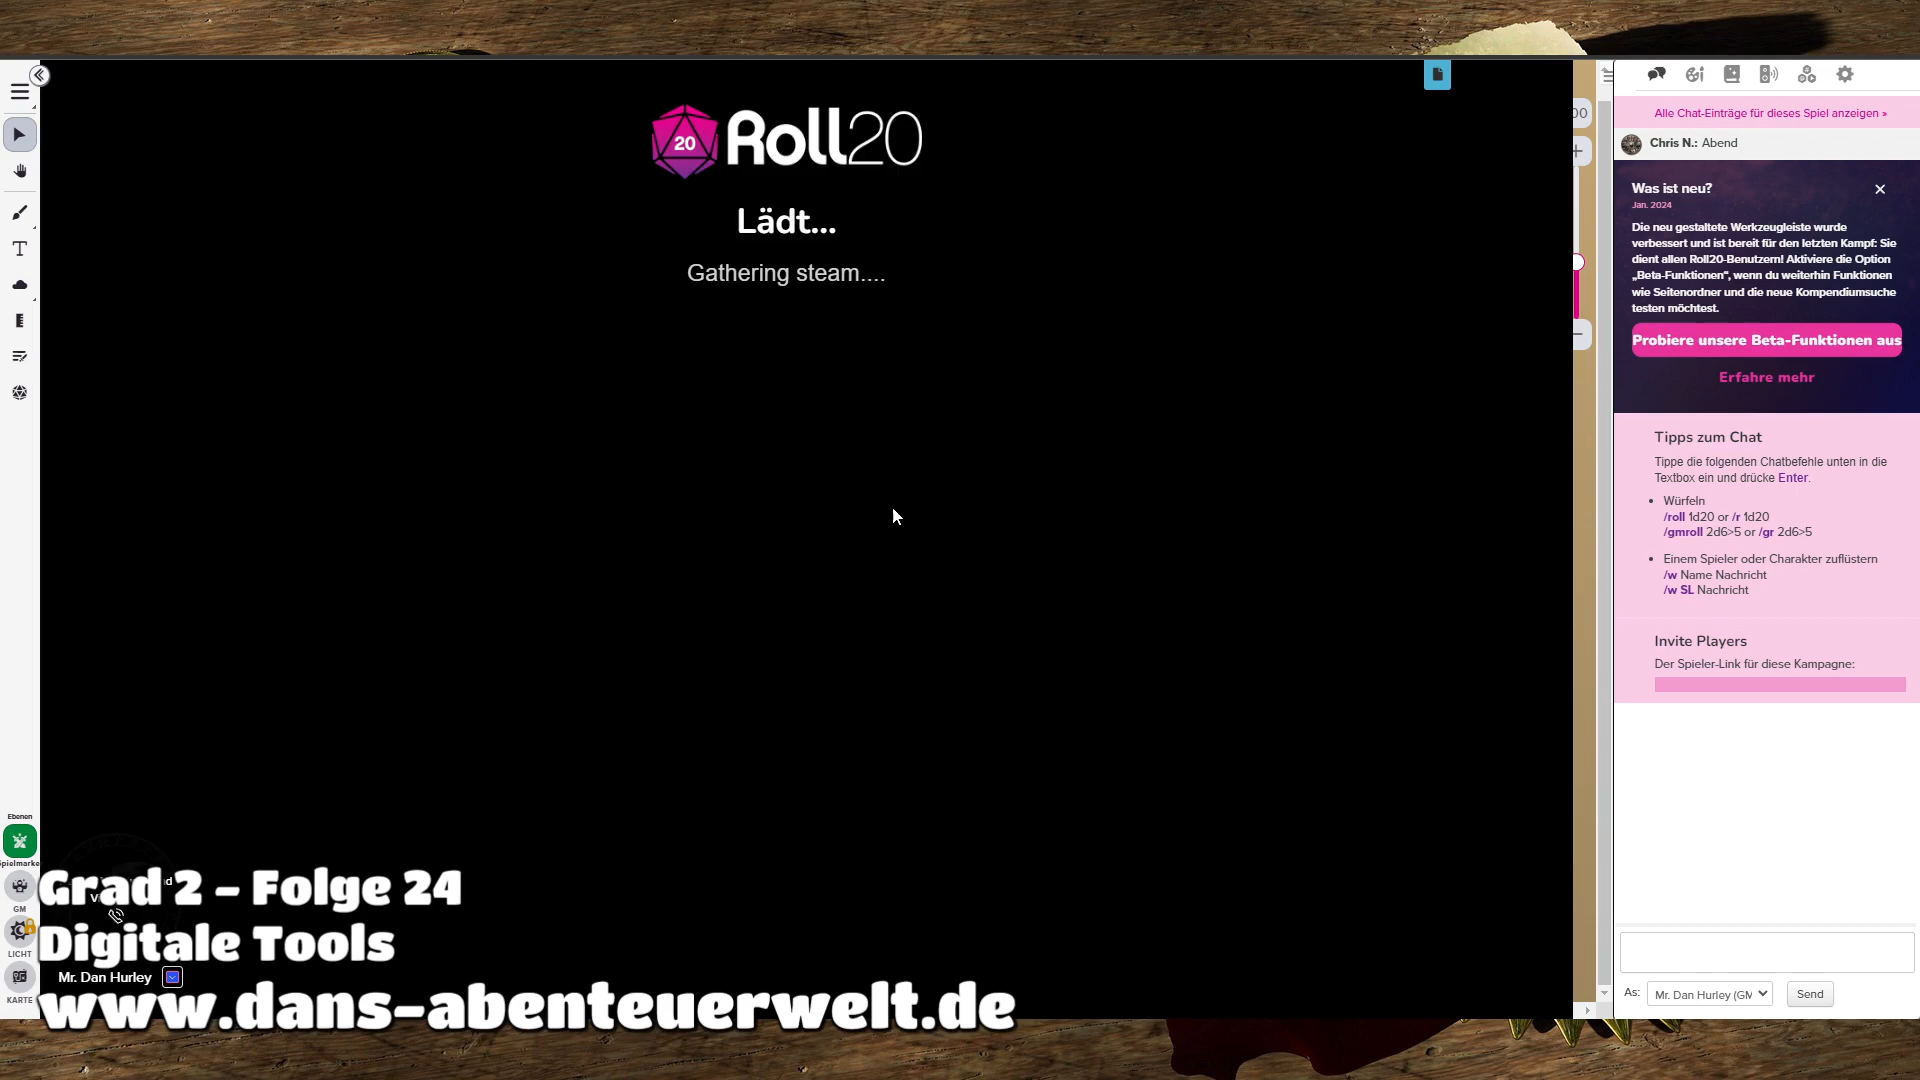 20
Roll20
Lädt...
Gathering steam....
Alle Chat-Einträge für dieses Spiel anzeigen »
Chris N.: Abend
Was ist neu?
Jan. 2024
Die neu gestaltete Werkzeugleiste wurde
verbessert und ist bereit für den letzten Kampf: Sie
dient allen Roll20-Benutzern! Aktiviere die Option
„Beta-Funktionen“, wenn du weiterhin Funktionen
wie Seitenordner und die neue Kompendiumsuche
testen möchtest.
Probiere unsere Beta-Funktionen aus
Erfahre mehr
Tipps zum Chat
Tippe die folgenden Chatbefehle unten in die
Textbox ein und drücke Enter.
• Würfeln
/roll 1d20 or /r 1d20
/gmroll 2d6>5 or /gr 2d6>5
• Einem Spieler oder Charakter zuflüstern
/w Name Nachricht
/w SL Nachricht
Invite Players
Der Spieler-Link für diese Kampagne:
As: Mr. Dan Hurley (GM
Send
Ebenen
Spielmarke
GM
LICHT
KARTE
Grad 2 - Folge 24
Digitale Tools
Mr. Dan Hurley
www.dans-abenteuerwelt.de